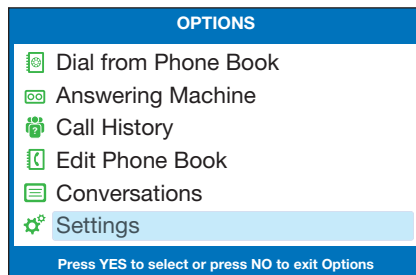 OPTIONS
Dial from Phone Book
Answering Machine
Call History
Edit Phone Book
Conversations
Settings
Press YES to select or press NO to exit Options